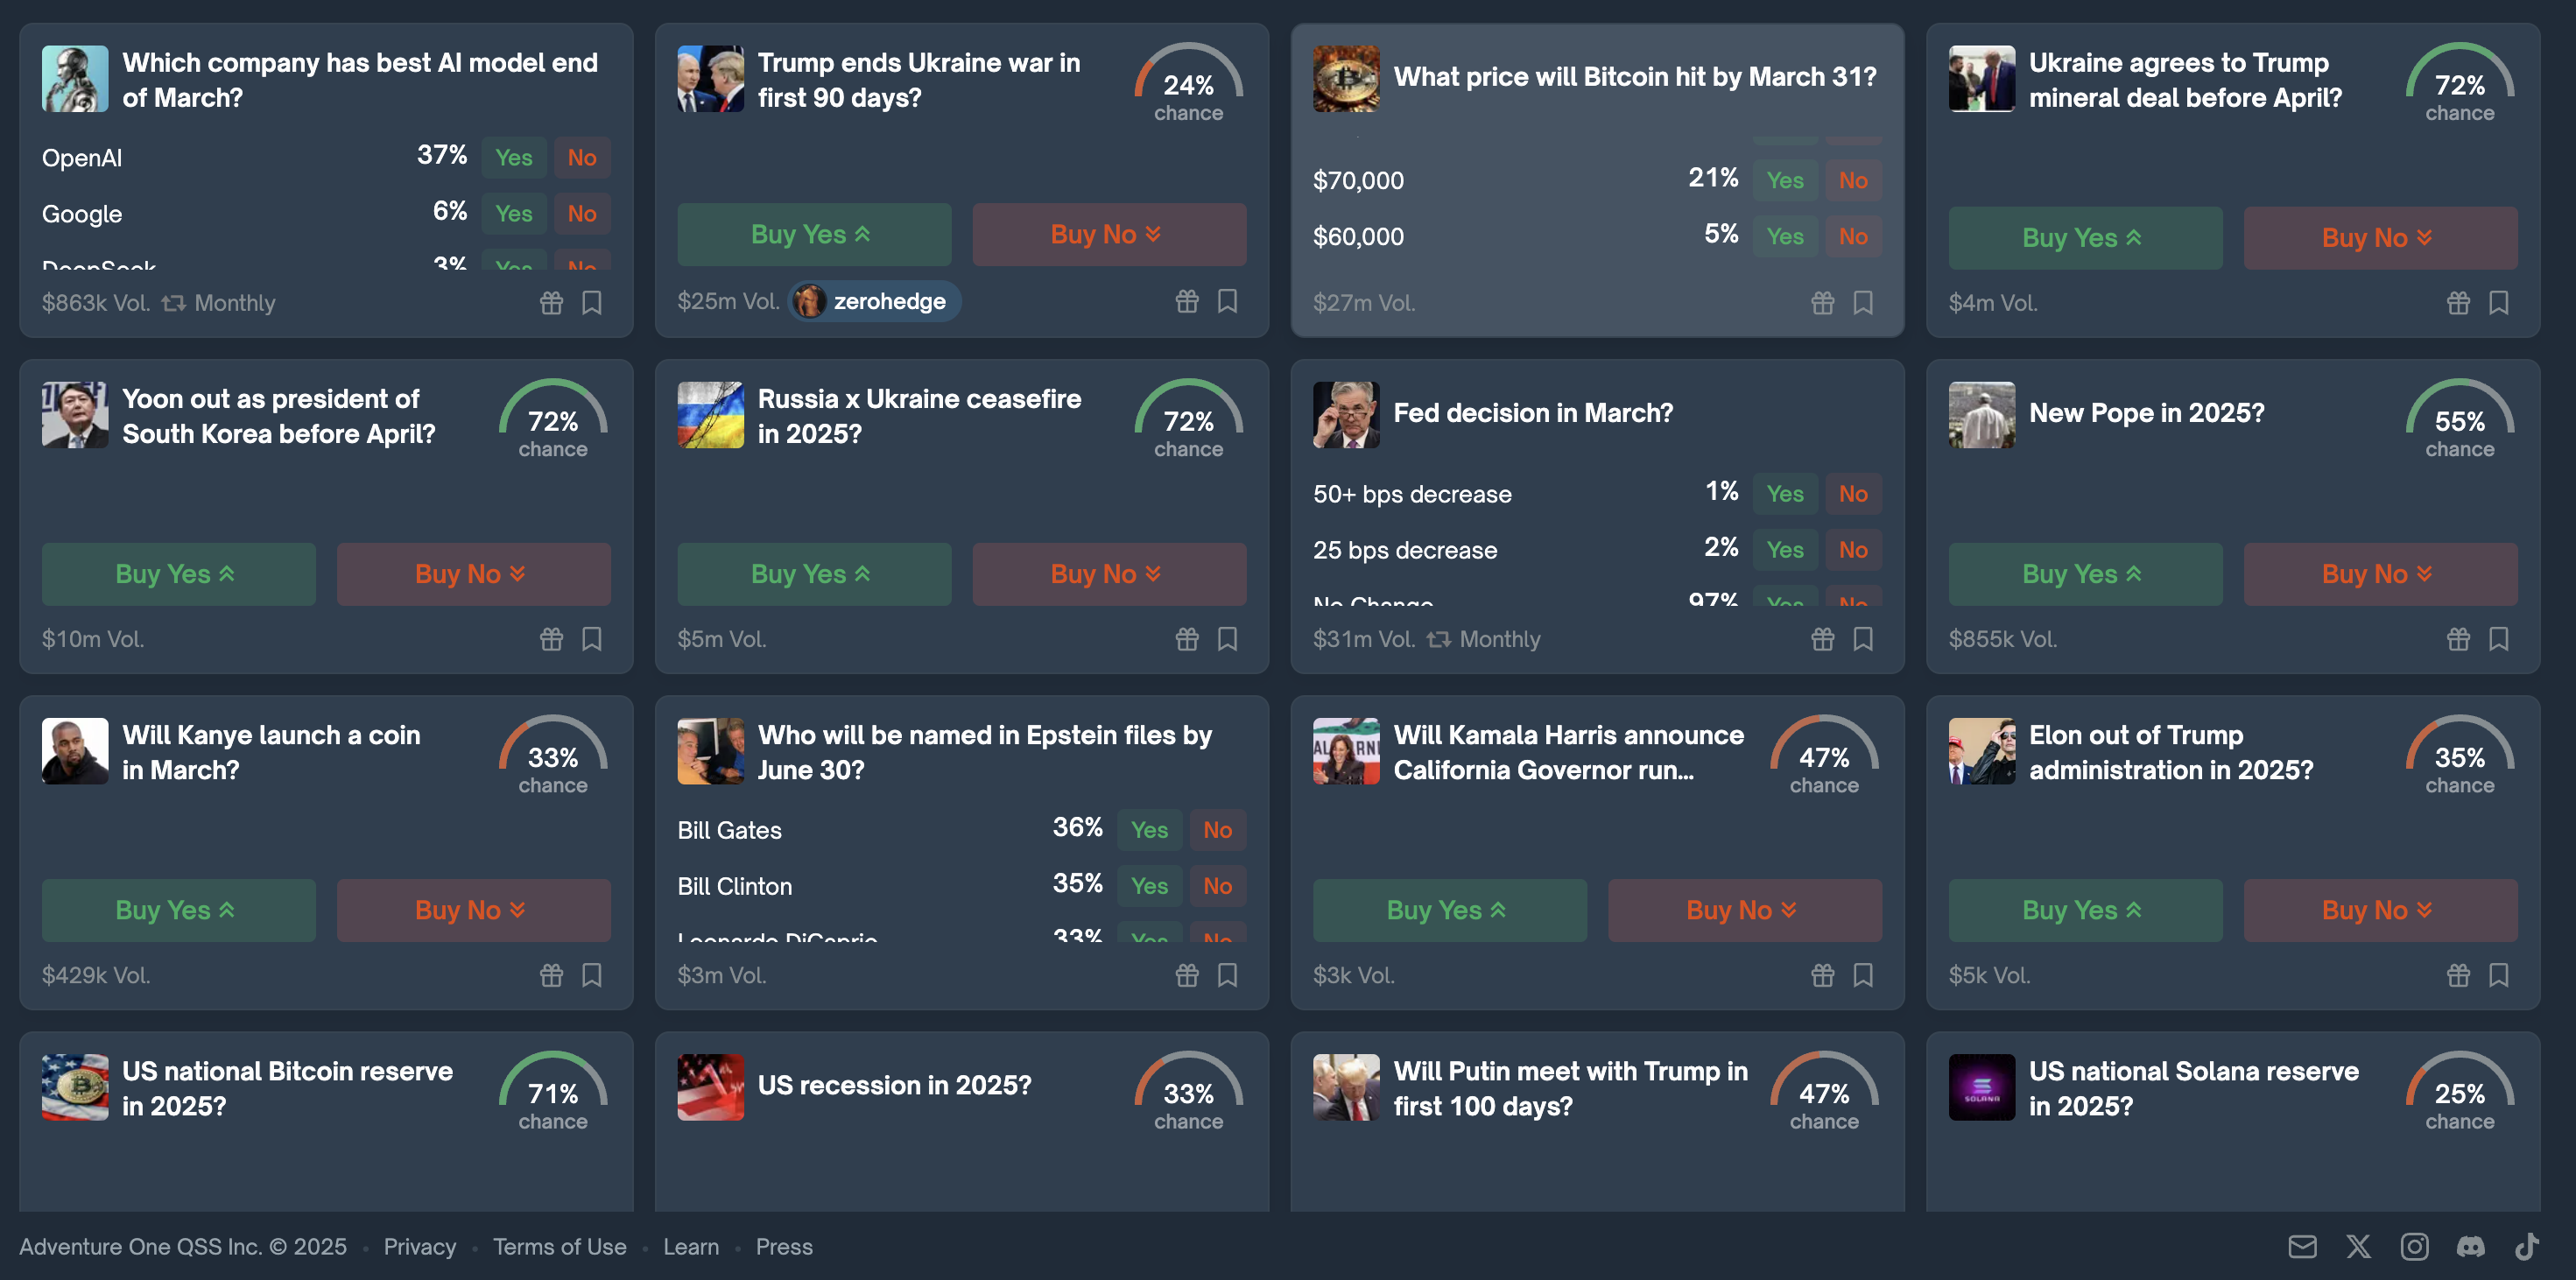 Which company has best AI model end
of March?
OpenAI 37% Yes No
Google 6% Yes No
DeepSeek 3% Yes No
$863k Vol. Monthly
Trump ends Ukraine war in
first 90 days?
24%
chance
Buy Yes Buy No
$25m Vol. zerohedge
What price will Bitcoin hit by March 31?
$70,000 21% Yes No
$60,000 5% Yes No
$27m Vol.
Ukraine agrees to Trump
mineral deal before April?
72%
chance
Buy Yes Buy No
$4m Vol.
Yoon out as president of
South Korea before April?
72%
chance
Buy Yes Buy No
$10m Vol.
Russia x Ukraine ceasefire
in 2025?
72%
chance
Buy Yes Buy No
$5m Vol.
Fed decision in March?
50+ bps decrease 1% Yes No
25 bps decrease 2% Yes No
No Change 97% Yes No
$31m Vol. Monthly
New Pope in 2025?
55%
chance
Buy Yes Buy No
$855k Vol.
Will Kanye launch a coin
in March?
33%
chance
Buy Yes Buy No
$429k Vol.
Who will be named in Epstein files by
June 30?
Bill Gates 36% Yes No
Bill Clinton 35% Yes No
Leonardo DiCaprio 33% Yes No
$3m Vol.
Will Kamala Harris announce
California Governor run...
47%
chance
Buy Yes Buy No
$3k Vol.
Elon out of Trump
administration in 2025?
35%
chance
Buy Yes Buy No
$5k Vol.
US national Bitcoin reserve
in 2025?
71%
chance
US recession in 2025?
33%
chance
Will Putin meet with Trump in
first 100 days?
47%
chance
SOLANA
US national Solana reserve
in 2025?
25%
chance
Adventure One QSS Inc. © 2025 • Privacy • Terms of Use • Learn • Press